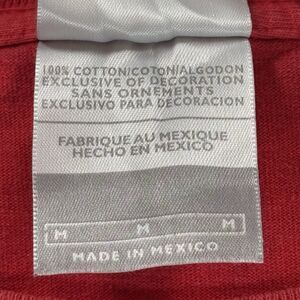 100% COTTON/COTON/ALGODON
EXCLUSIVE OF DECORATION
SANS ORNEMENTS
EXCLUSIVO PARA DECORACION
FABRIQUE AU MEXIQUE
HECHO EN MEXICO
M M M
MADE IN MEXICO